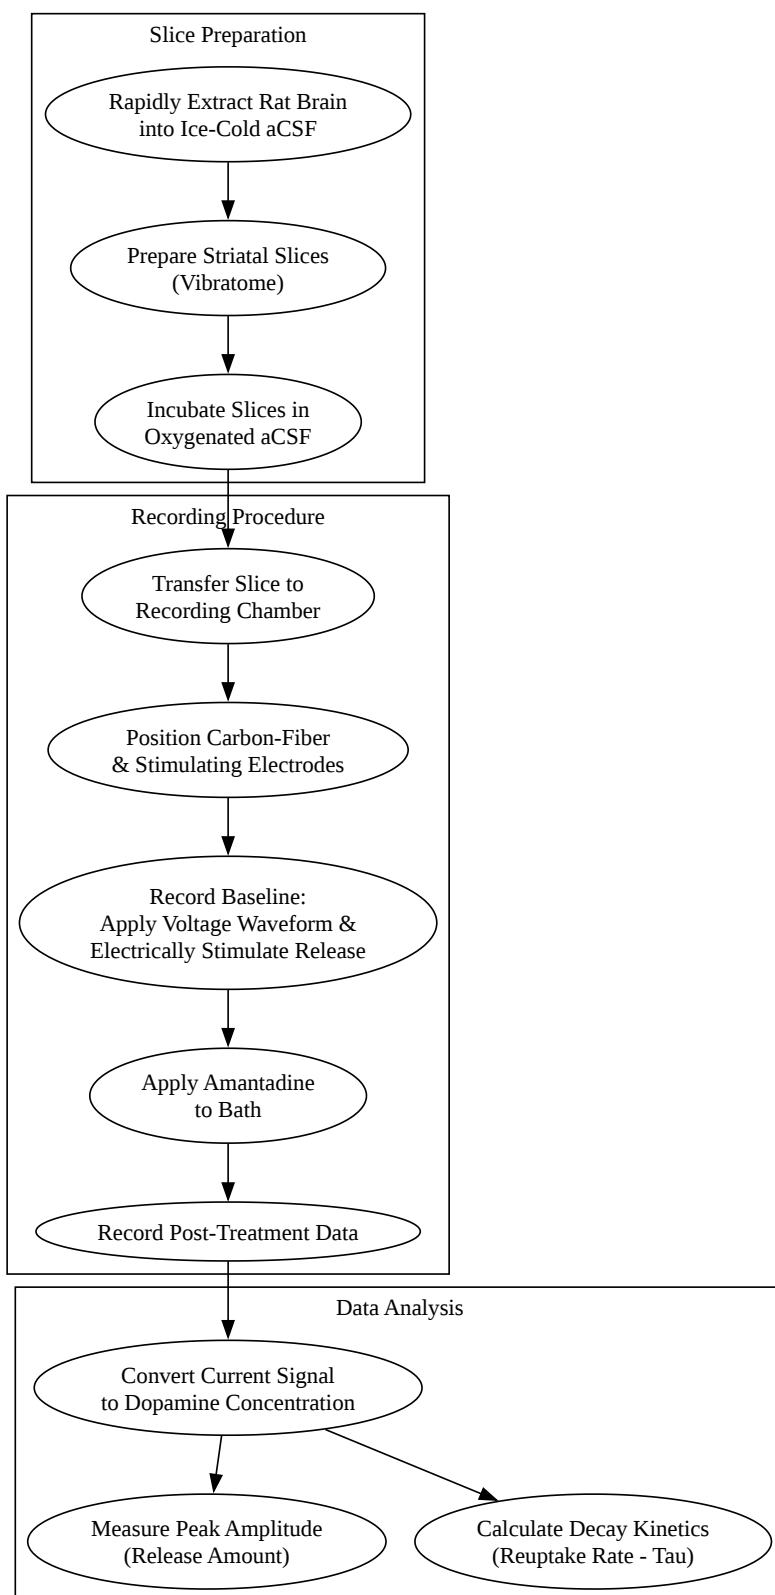 Slice Preparation
Rapidly Extract Rat Brain
into Ice-Cold aCSF
Prepare Striatal Slices
(Vibratome)
Incubate Slices in
Oxygenated aCSF
Recording Procedure
Transfer Slice to
Recording Chamber
Position Carbon-Fiber
& Stimulating Electrodes
Record Baseline:
Apply Voltage Waveform &
Electrically Stimulate Release
Apply Amantadine
to Bath
Record Post-Treatment Data
Data Analysis
Convert Current Signal
to Dopamine Concentration
Measure Peak Amplitude
(Release Amount)
Calculate Decay Kinetics
(Reuptake Rate - Tau)